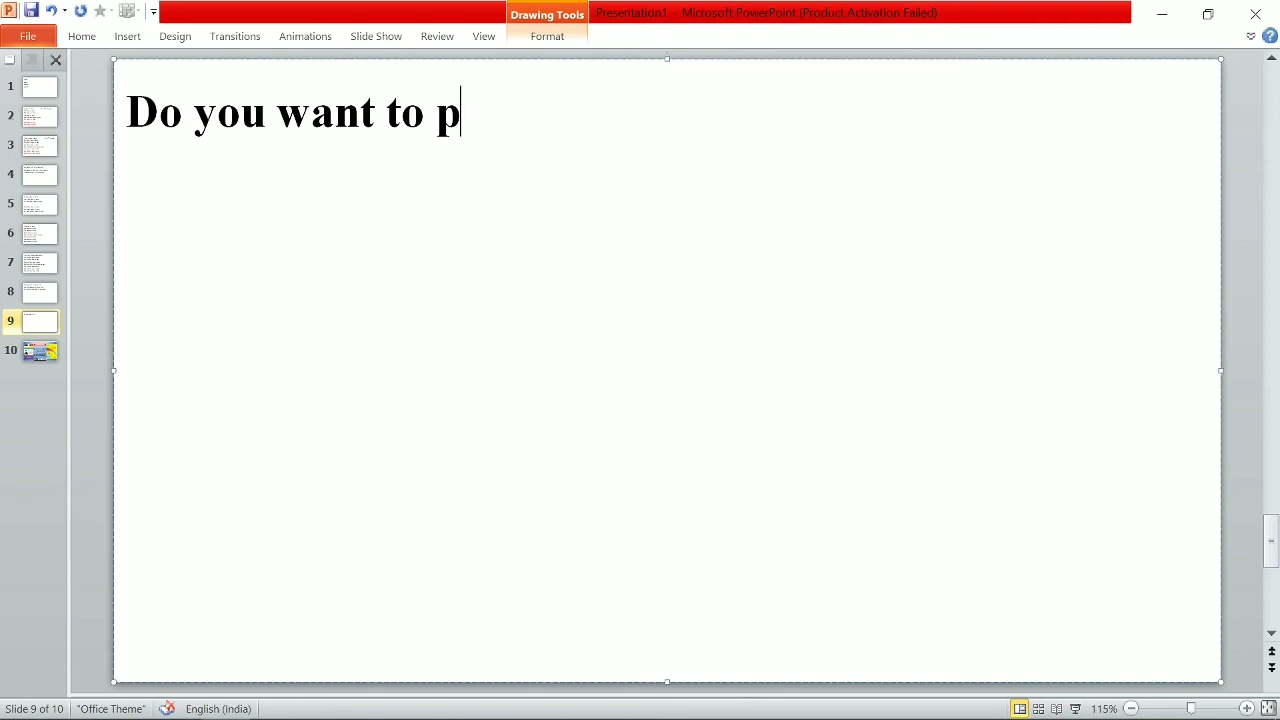 Drawing Tools
Presentation1 - Microsoft PowerPoint (Product Activation Failed)
File Home Insert Design Transitions Animations Slide Show Review View Format
Do you want to p
1
2
3
4
5
6
7
8
9
10
Slide 9 of 10 "Office Theme" English (India) 115%